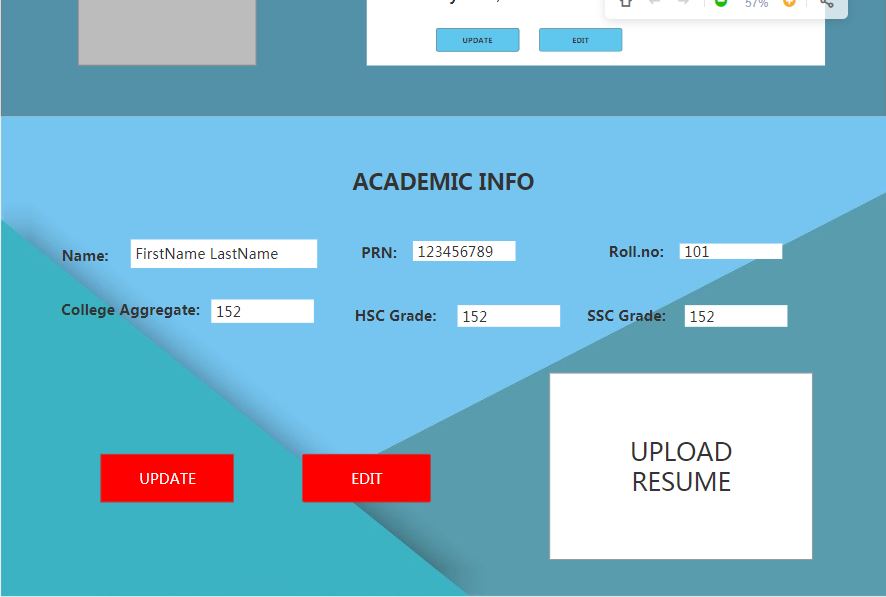 57%
UPDATE EDIT
ACADEMIC INFO
Name: FirstName LastName PRN: 123456789 Roll.no: 101
College Aggregate: 152 HSC Grade: 152 SSC Grade: 152
UPLOAD
RESUME
UPDATE EDIT